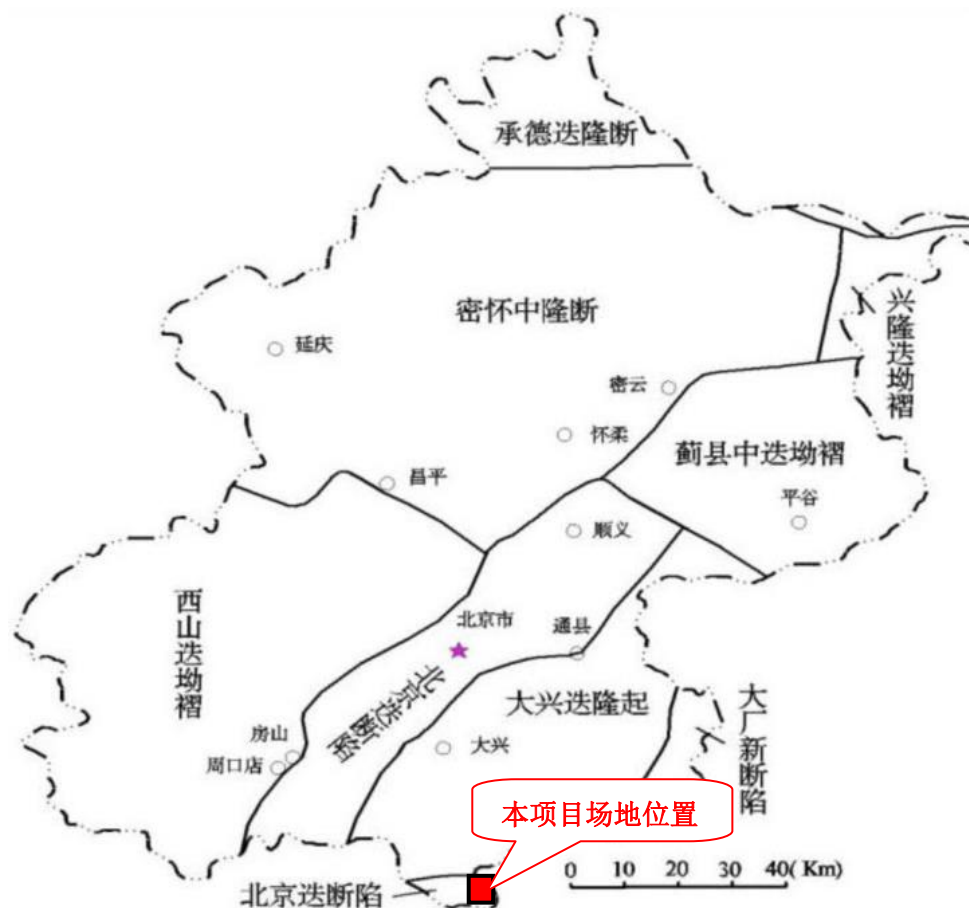 承德迭隆断
密怀中隆断
兴隆迭坳褶
延庆
密云
怀柔
蓟县中迭坳褶
昌平
平谷
顺义
西山迭坳褶
北京市
通县
北京迭断陷
大兴迭隆起
大厂新断陷
房山
大兴
周口店
本项目场地位置
0 10 20 30 40( Km)
北京迭断陷